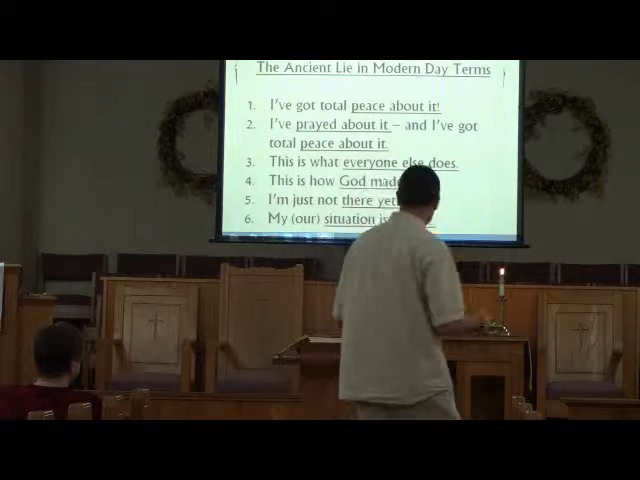 The Ancient Lie in Modern Day Terms
1. I've got total peace about it!
2. I've prayed about it – and I've got
total peace about it.
3. This is what everyone else does.
4. This is how God made
5. I'm just not there yet
6. My (our) situation is